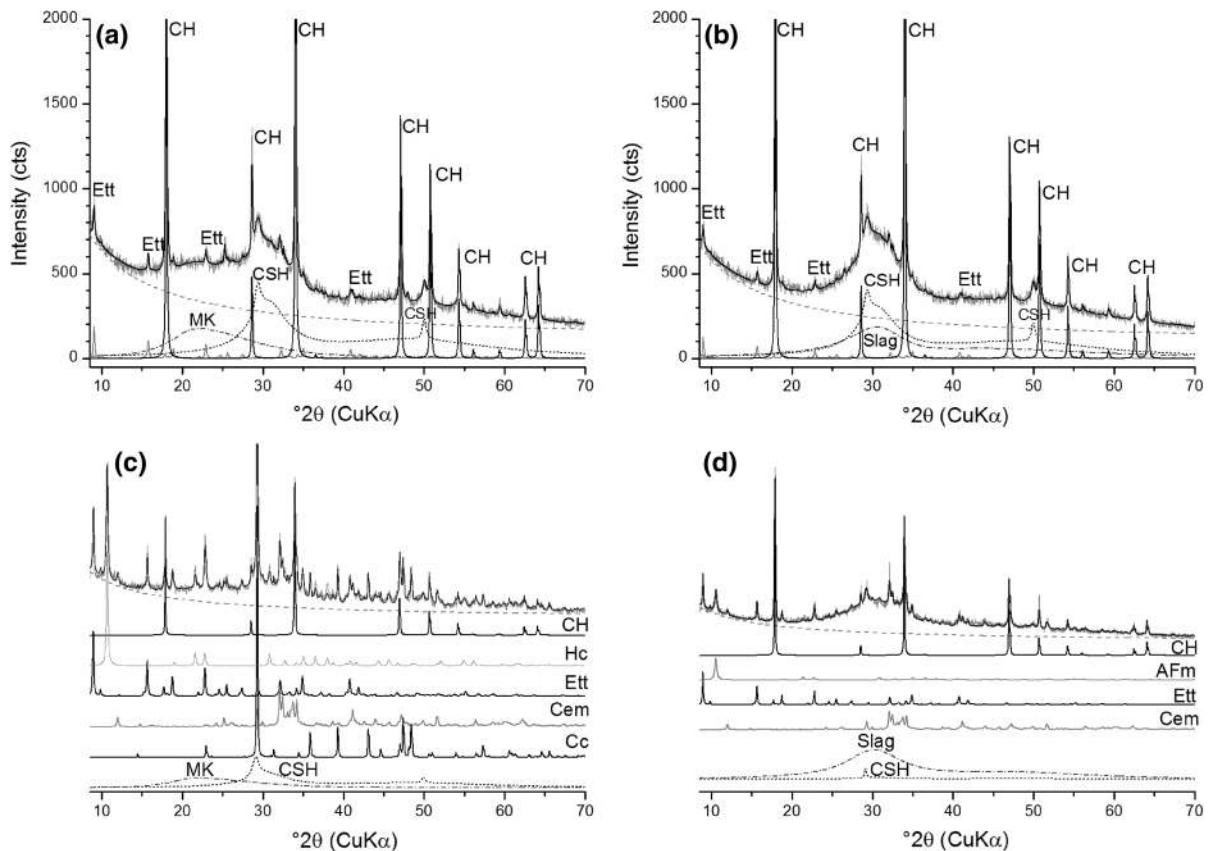 (a)
2000
1500
1000
500
0
Intensity (cts)
Ett
CH
Ett
Ett
CH
CH
CH
CH
CH
CH
Ett
MK
CSH
CSH
10 20 30 40 50 60 70
°2θ (CuKα)
(b)
2000
1500
1000
500
0
Intensity (cts)
Ett
CH
Ett
Ett
CH
CH
CH
CH
CH
CH
Ett
CSH
Slag
CSH
10 20 30 40 50 60 70
°2θ (CuKα)
(c)
CH
Hc
Ett
Cem
Cc
MK
CSH
10 20 30 40 50 60 70
°2θ (CuKα)
(d)
CH
AFm
Ett
Cem
Slag
CSH
10 20 30 40 50 60 70
°2θ (CuKα)